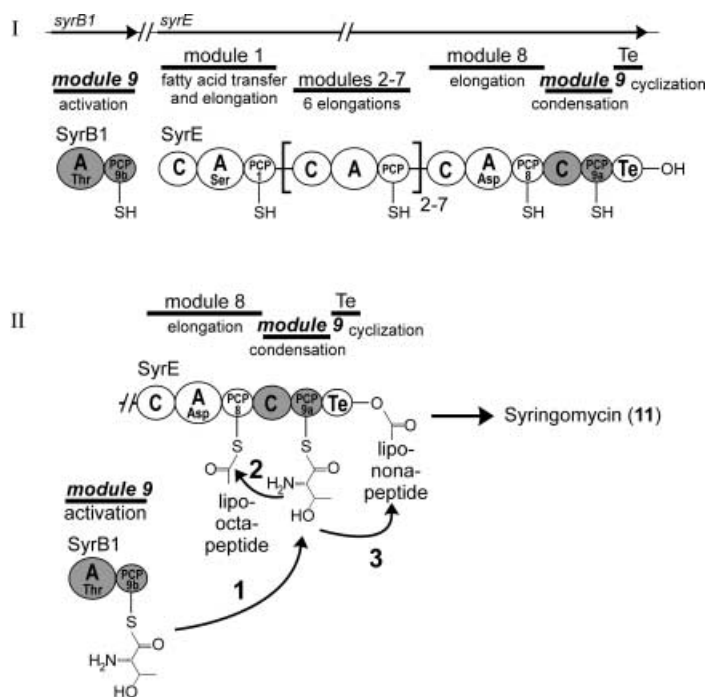 I
syrB1
syrE
module 9
activation
module 1
fatty acid transfer
and elongation
modules 2-7
6 elongations
module 8
elongation
module 9
condensation
Te
cyclization
SyrB1
SyrE
A
Thr
PCP
9b
SH
C
A
Ser
PCP
1
SH
C
A
PCP
SH
2-7
C
A
Asp
PCP
8
SH
C
PCP
9a
SH
Te
OH
II
module 8
elongation
module 9
condensation
Te
cyclization
SyrE
C
A
Asp
PCP
8
C
PCP
9a
Te
O
O
S
O
S
O
H2N
HO
2
lipo-
octa-
peptide
lipo-
nona-
peptide
Syringomycin (11)
module 9
activation
SyrB1
A
Thr
PCP
9b
S
O
H2N
HO
1
3